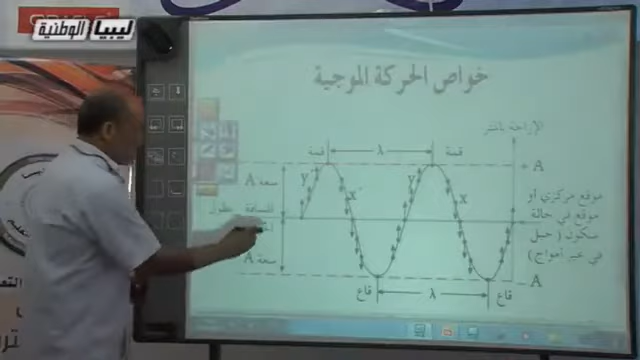 ليبيا الوطنية
خواص الحركة الموجية
الإزاحة بالمتر
قمة
λ
قمة
+ A
سعة A
Y
X
Y
X
موقع مركزي أو
موقع في حالة
سكون ( حبل
في غير أمواج)
سعة A
- A
قاع
λ
قاع